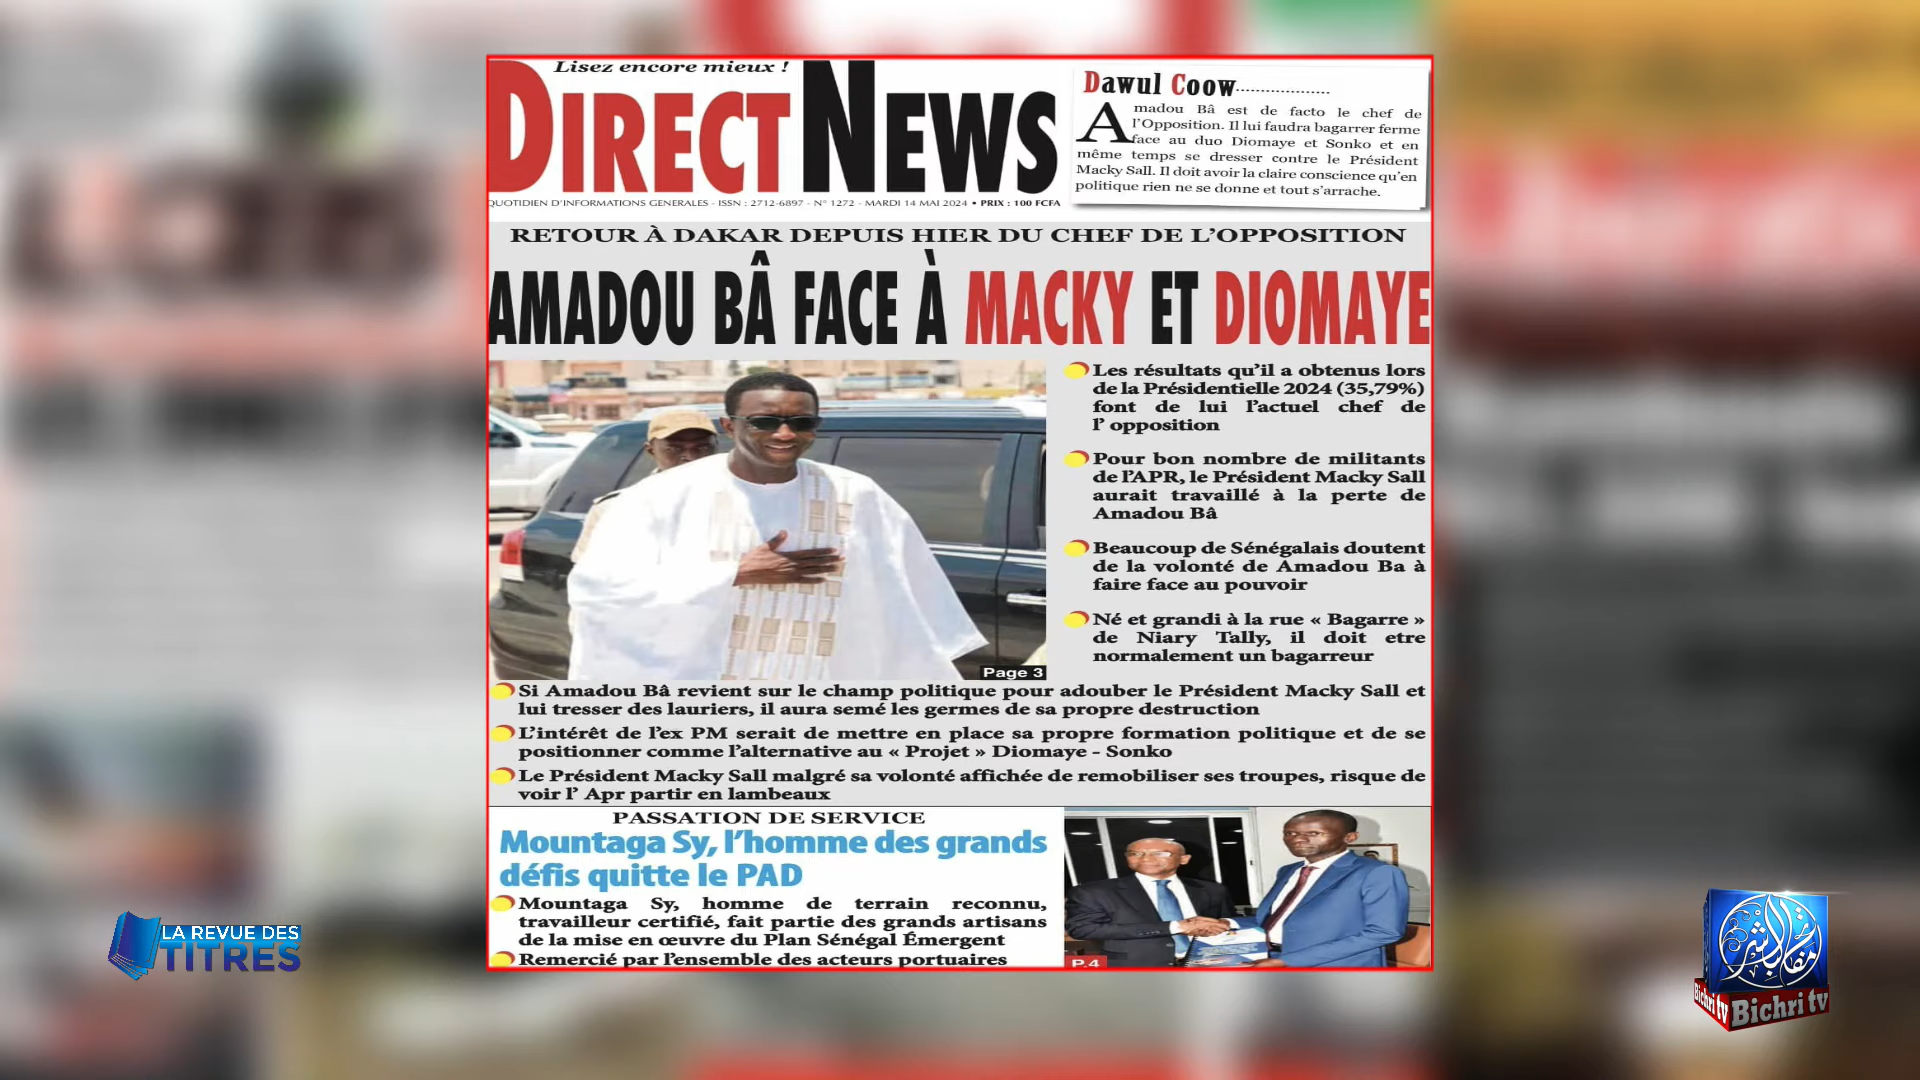 Lisez encore mieux !
DIRECT NEWS
QUOTIDIEN D'INFORMATIONS GENERALES - ISSN : 2712-6897 - N° 1272 - MARDI 14 MAI 2024 • PRIX : 100 FCFA
Dawul Coow...................
Amadou Bâ est de facto le chef de
l'Opposition. Il lui faudra bagarrer ferme
face au duo Diomaye et Sonko et en
même temps se dresser contre le Président
Macky Sall. Il doit avoir la claire conscience qu'en
politique rien ne se donne et tout s'arrache.
RETOUR À DAKAR DEPUIS HIER DU CHEF DE L'OPPOSITION
AMADOU BÂ FACE À MACKY ET DIOMAYE
Les résultats qu'il a obtenus lors
de la Présidentielle 2024 (35,79%)
font de lui l'actuel chef de
l' opposition
Pour bon nombre de militants
de l'APR, le Président Macky Sall
aurait travaillé à la perte de
Amadou Bâ
Beaucoup de Sénégalais doutent
de la volonté de Amadou Ba à
faire face au pouvoir
Né et grandi à la rue « Bagarre »
de Niary Tally, il doit etre
normalement un bagarreur
Page 3
Si Amadou Bâ revient sur le champ politique pour adouber le Président Macky Sall et
lui tresser des lauriers, il aura semé les germes de sa propre destruction
L'intérêt de l'ex PM serait de mettre en place sa propre formation politique et de se
positionner comme l'alternative au « Projet » Diomaye - Sonko
Le Président Macky Sall malgré sa volonté affichée de remobiliser ses troupes, risque de
voir l' Apr partir en lambeaux
PASSATION DE SERVICE
Mountaga Sy, l'homme des grands
défis quitte le PAD
Mountaga Sy, homme de terrain reconnu,
travailleur certifié, fait partie des grands artisans
de la mise en œuvre du Plan Sénégal Émergent
Remercié par l'ensemble des acteurs portuaires
P.4
LA REVUE DES
TITRES
Bichri tv
Bichri tv